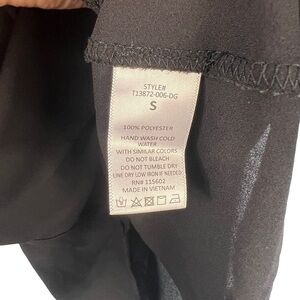 STYLE#
T13872-006-DG
S
100% POLYESTER
HAND WASH COLD
WATER
WITH SIMILAR COLORS
DO NOT BLEACH
DO NOT TUMBLE DRY
LINE DRY LOW IRON IF NEEDED
RN# 115602
MADE IN VIETNAM